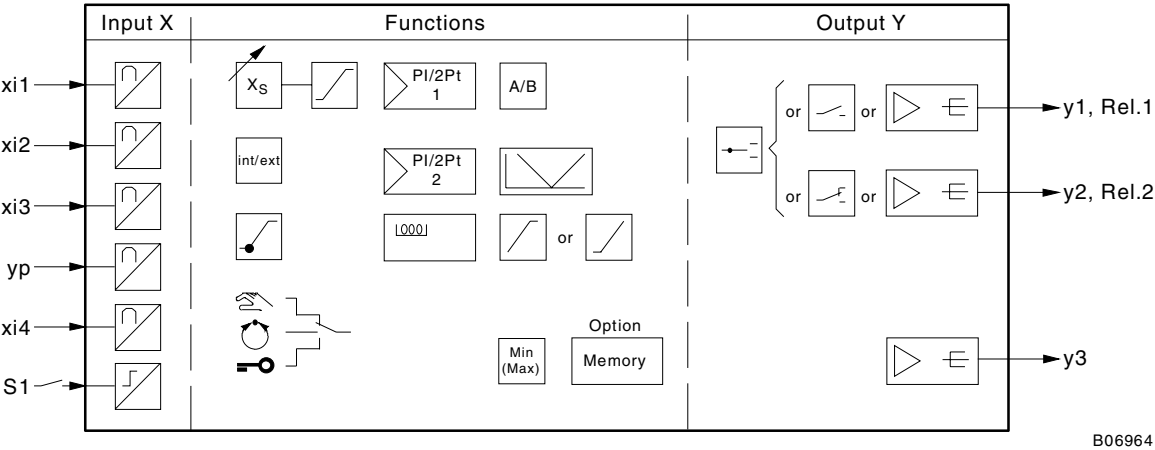 Input X
Functions
Output Y
xi1
xi2
xi3
yp
xi4
S1
XS
PI/2Pt
1
A/B
int/ext
PI/2Pt
2
000
or
Option
Min
(Max)
Memory
or
or
y1, Rel.1
or
or
y2, Rel.2
y3
B06964